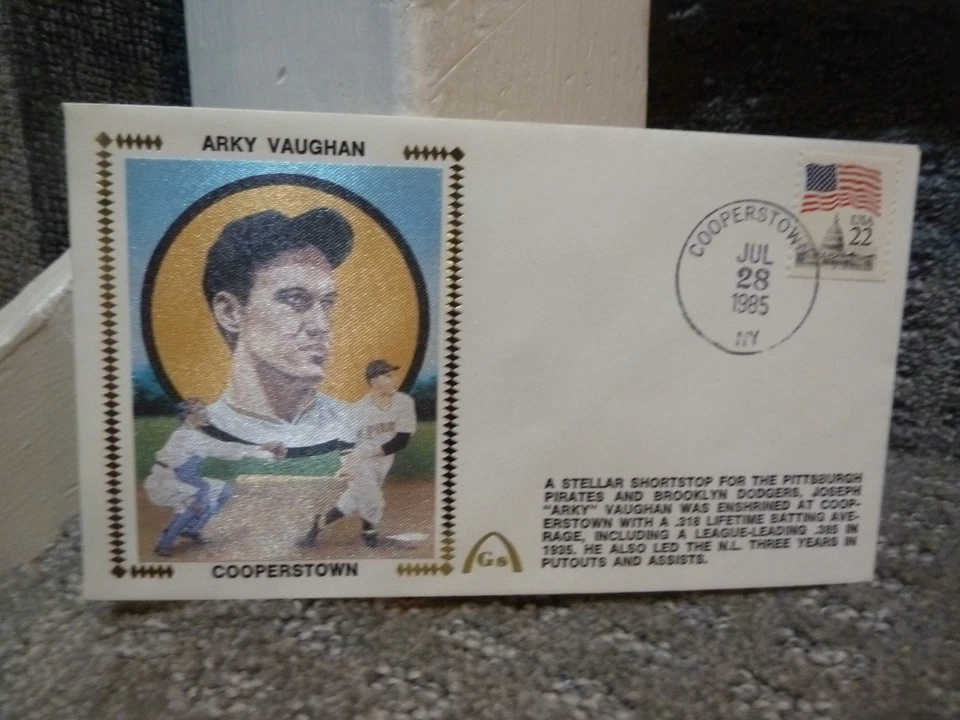 ARKY VAUGHAN
COOPERSTOWN
JUL
28
1985
NY
USA
22
PIR
A STELLAR SHORTSTOP FOR THE PITTSBURGH
PIRATES AND BROOKLYN DODGERS, JOSEPH
"ARKY" VAUGHAN WAS ENSHRINED AT COOP-
ERSTOWN WITH A .318 LIFETIME BATTING AVE-
RAGE, INCLUDING A LEAGUE-LEADING .385 IN
1935. HE ALSO LED THE N.L. THREE YEARS IN
PUTOUTS AND ASSISTS.
Gs
COOPERSTOWN